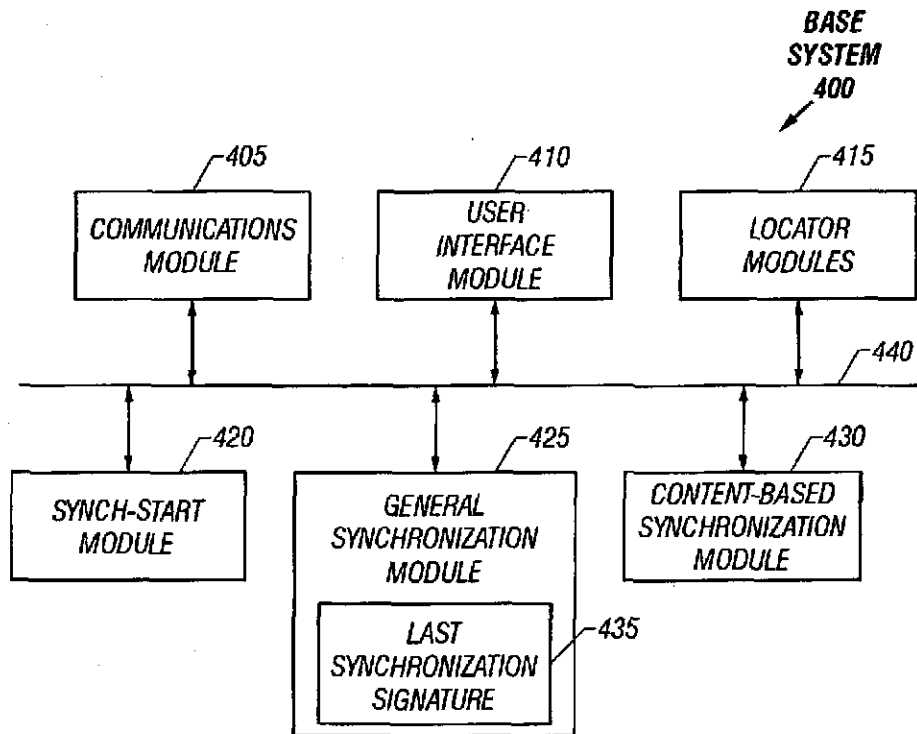 BASE
SYSTEM
400
405
410
415
COMMUNICATIONS
MODULE
USER
INTERFACE
MODULE
LOCATOR
MODULES
440
420
425
430
SYNCH-START
MODULE
GENERAL
SYNCHRONIZATION
MODULE
CONTENT-BASED
SYNCHRONIZATION
MODULE
435
LAST
SYNCHRONIZATION
SIGNATURE